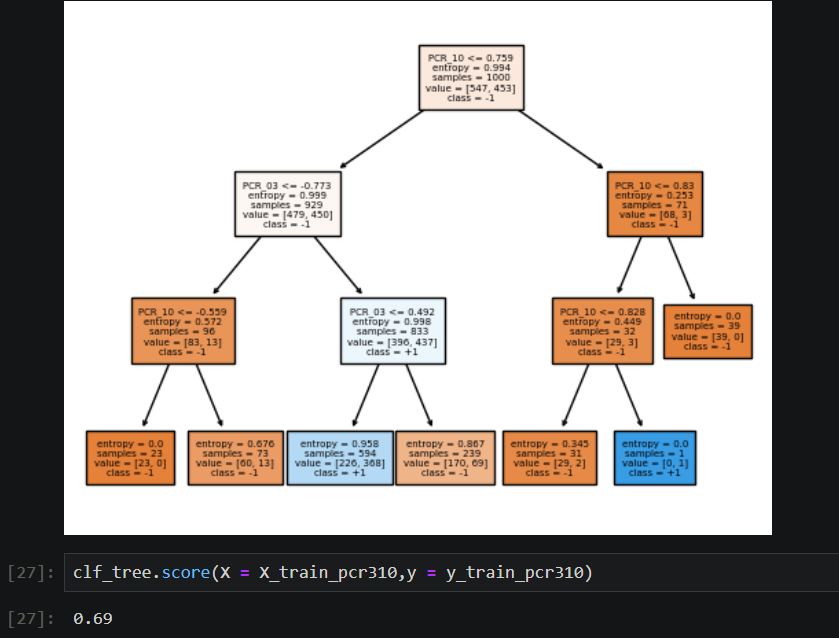 PCR_10 <= 0.759
entropy = 0.994
samples = 1000
value = [547, 453]
class = -1
PCR_03 <= -0.773
entropy = 0.999
samples = 929
value = [479, 450]
class = -1
PCR_10 <= 0.83
entropy = 0.253
samples = 71
value = [68, 3]
class = -1
PCR_10 <= -0.559
entropy = 0.572
samples = 96
value = [83, 13]
class = -1
PCR_03 <= 0.492
entropy = 0.998
samples = 833
value = [396, 437]
class = +1
PCR_10 <= 0.828
entropy = 0.449
samples = 32
value = [29, 3]
class = -1
entropy = 0.0
samples = 39
value = [39, 0]
class = -1
entropy = 0.0
samples = 23
value = [23, 0]
class = -1
entropy = 0.676
samples = 73
value = [60, 13]
class = -1
entropy = 0.958
samples = 594
value = [226, 368]
class = +1
entropy = 0.867
samples = 239
value = [170, 69]
class = -1
entropy = 0.345
samples = 31
value = [29, 2]
class = -1
entropy = 0.0
samples = 1
value = [0, 1]
class = +1
[27]: clf_tree.score(X = X_train_pcr310,y = y_train_pcr310)
[27]: 0.69